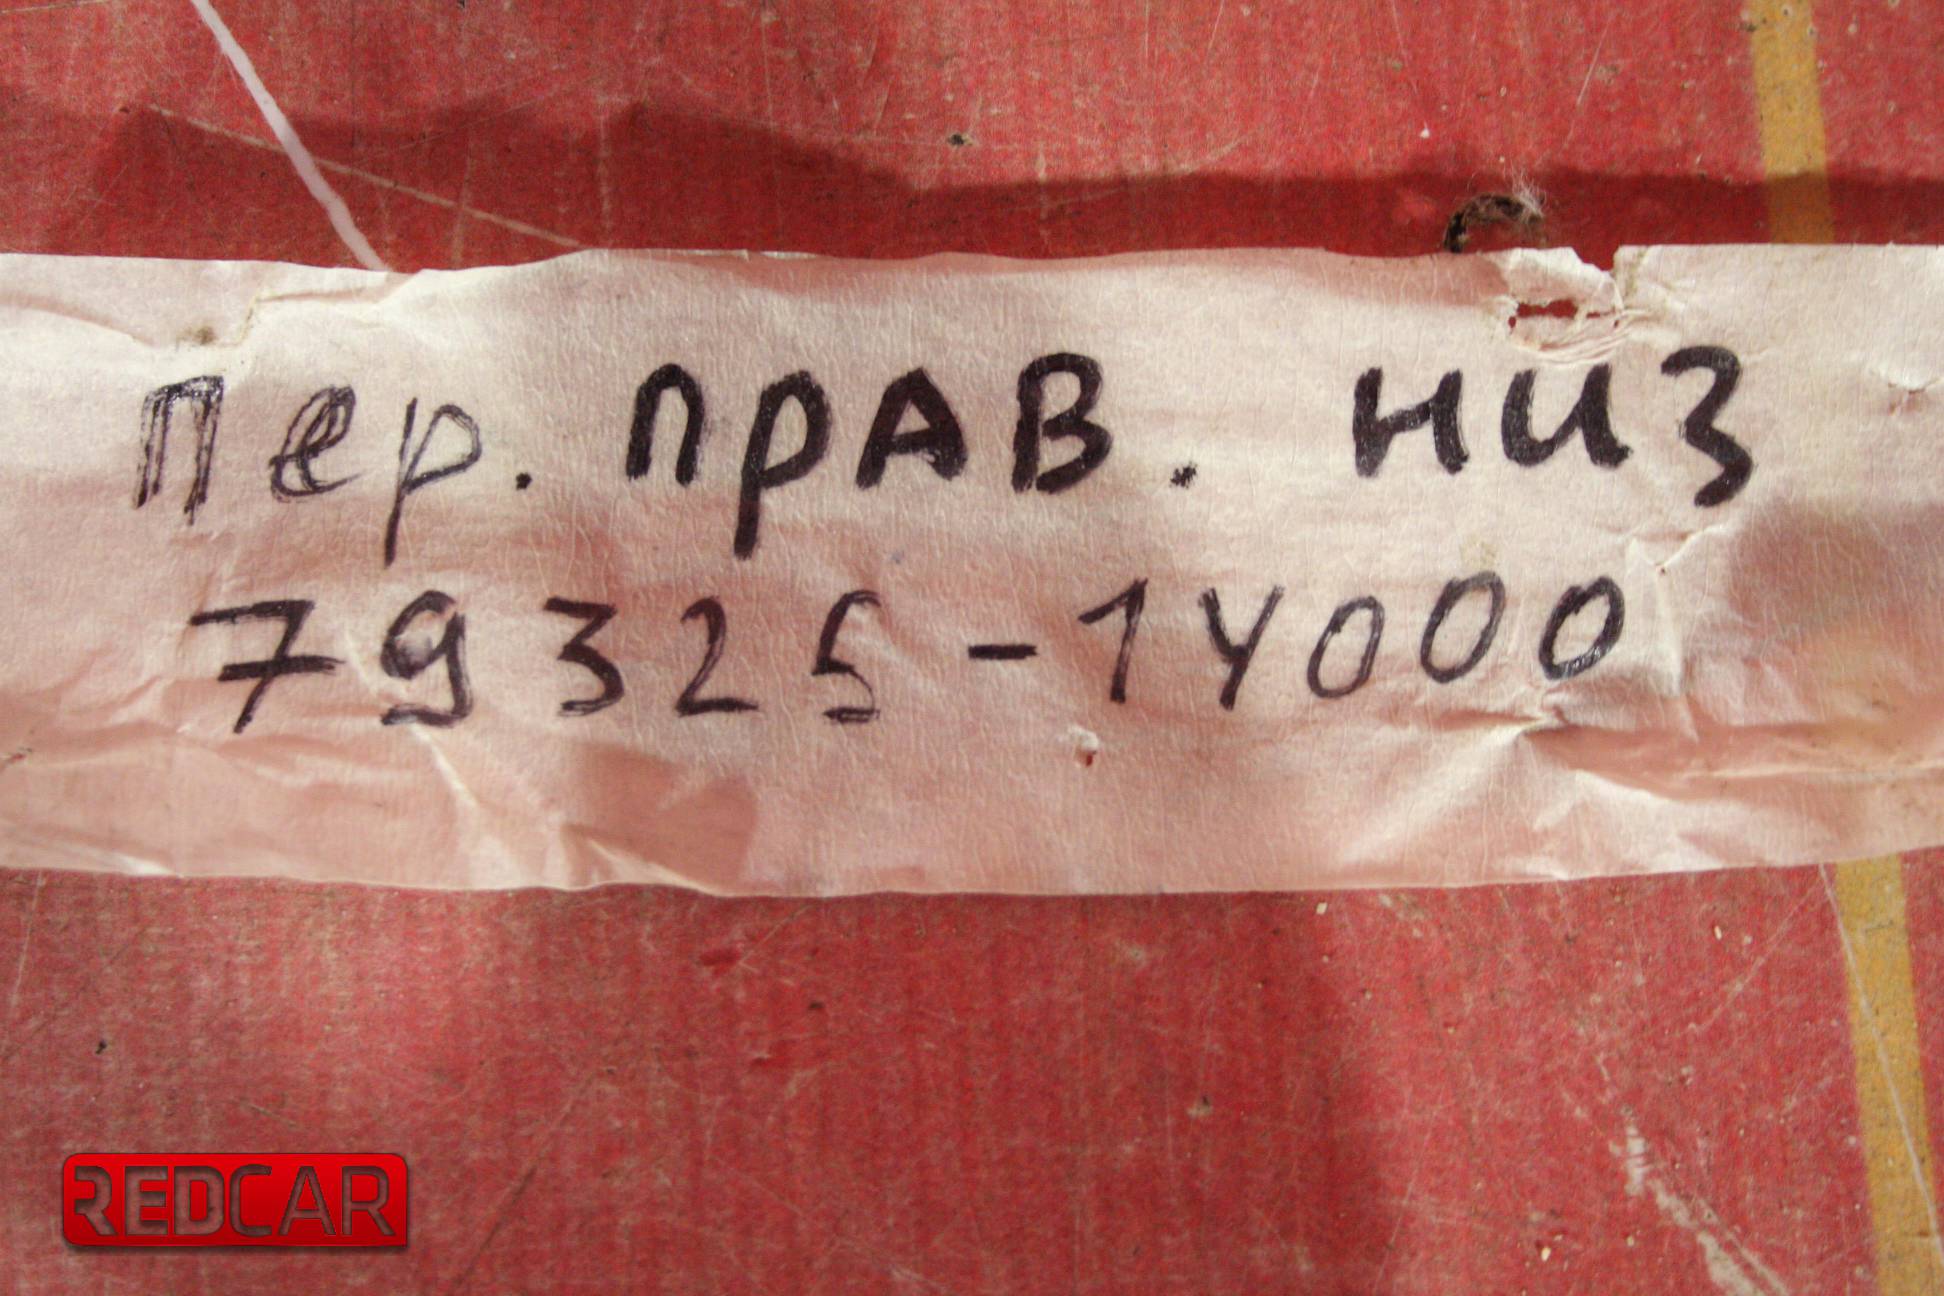 Пер. прАВ. низ
79325-1Y000
REDCAR